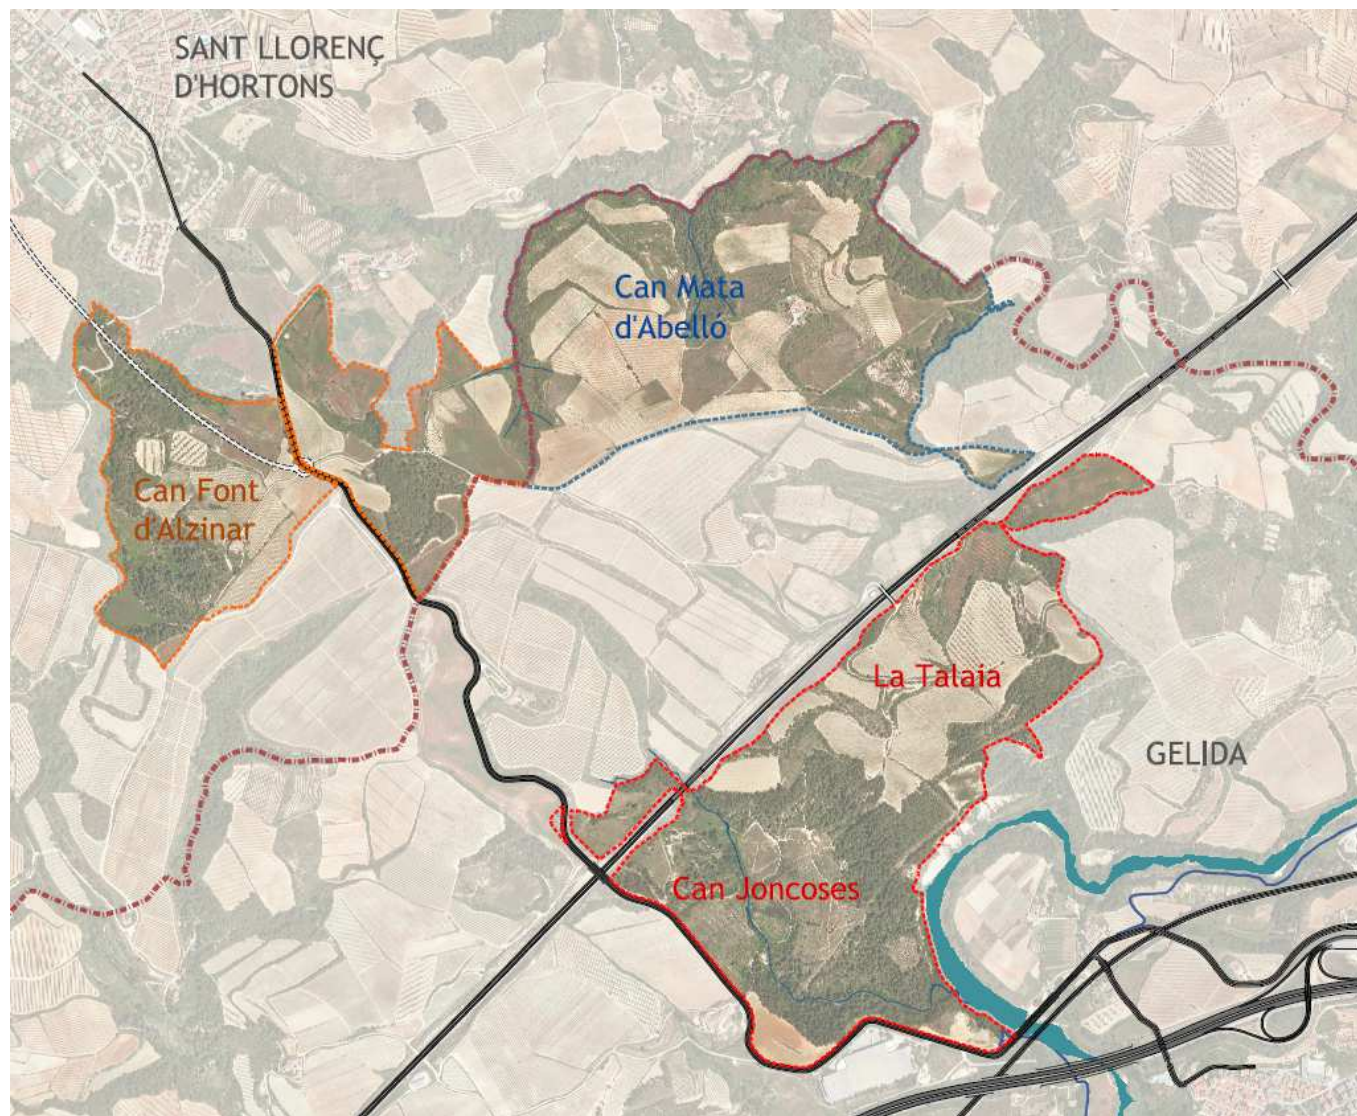 SANT LLORENÇ
D'HORTONS
Can Mata
d'Abelló
Can Font
d'Alzinar
La Talaia
GELIDA
Can Joncoses